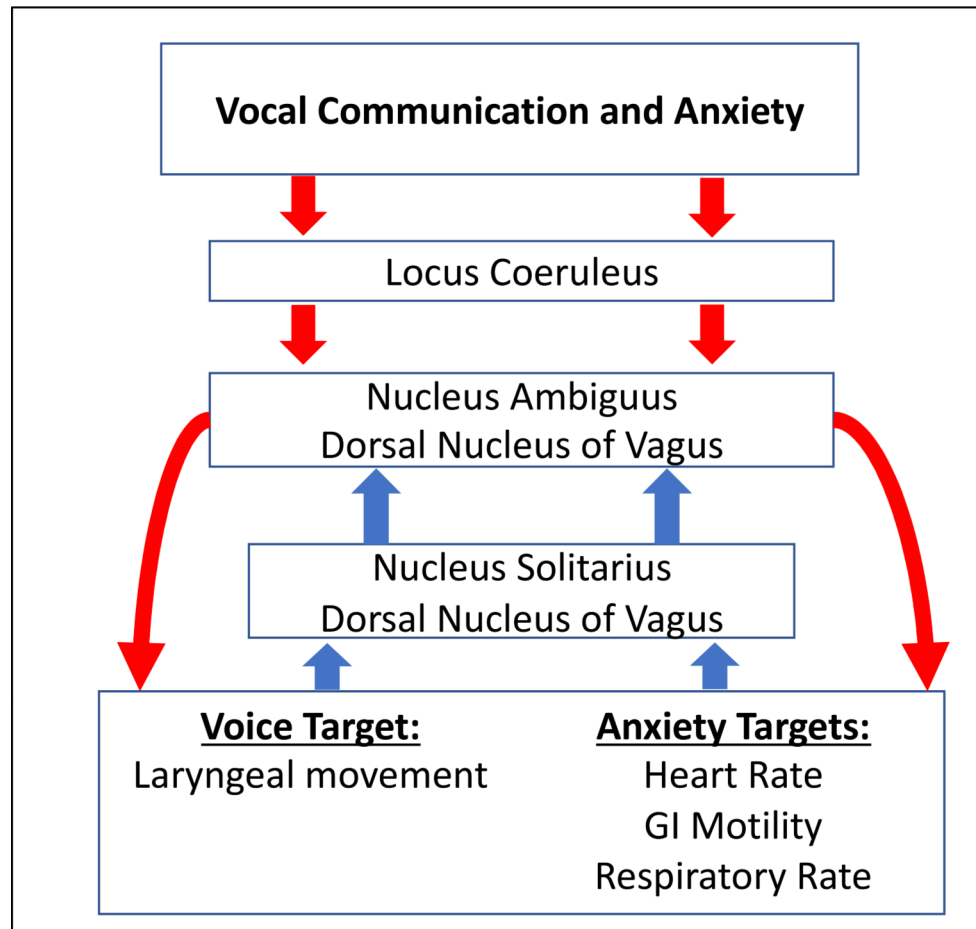 Vocal Communication and Anxiety
Locus Coeruleus
Nucleus Ambiguus
Dorsal Nucleus of Vagus
Nucleus Solitarius
Dorsal Nucleus of Vagus
Voice Target:
Laryngeal movement
Anxiety Targets:
Heart Rate
GI Motility
Respiratory Rate